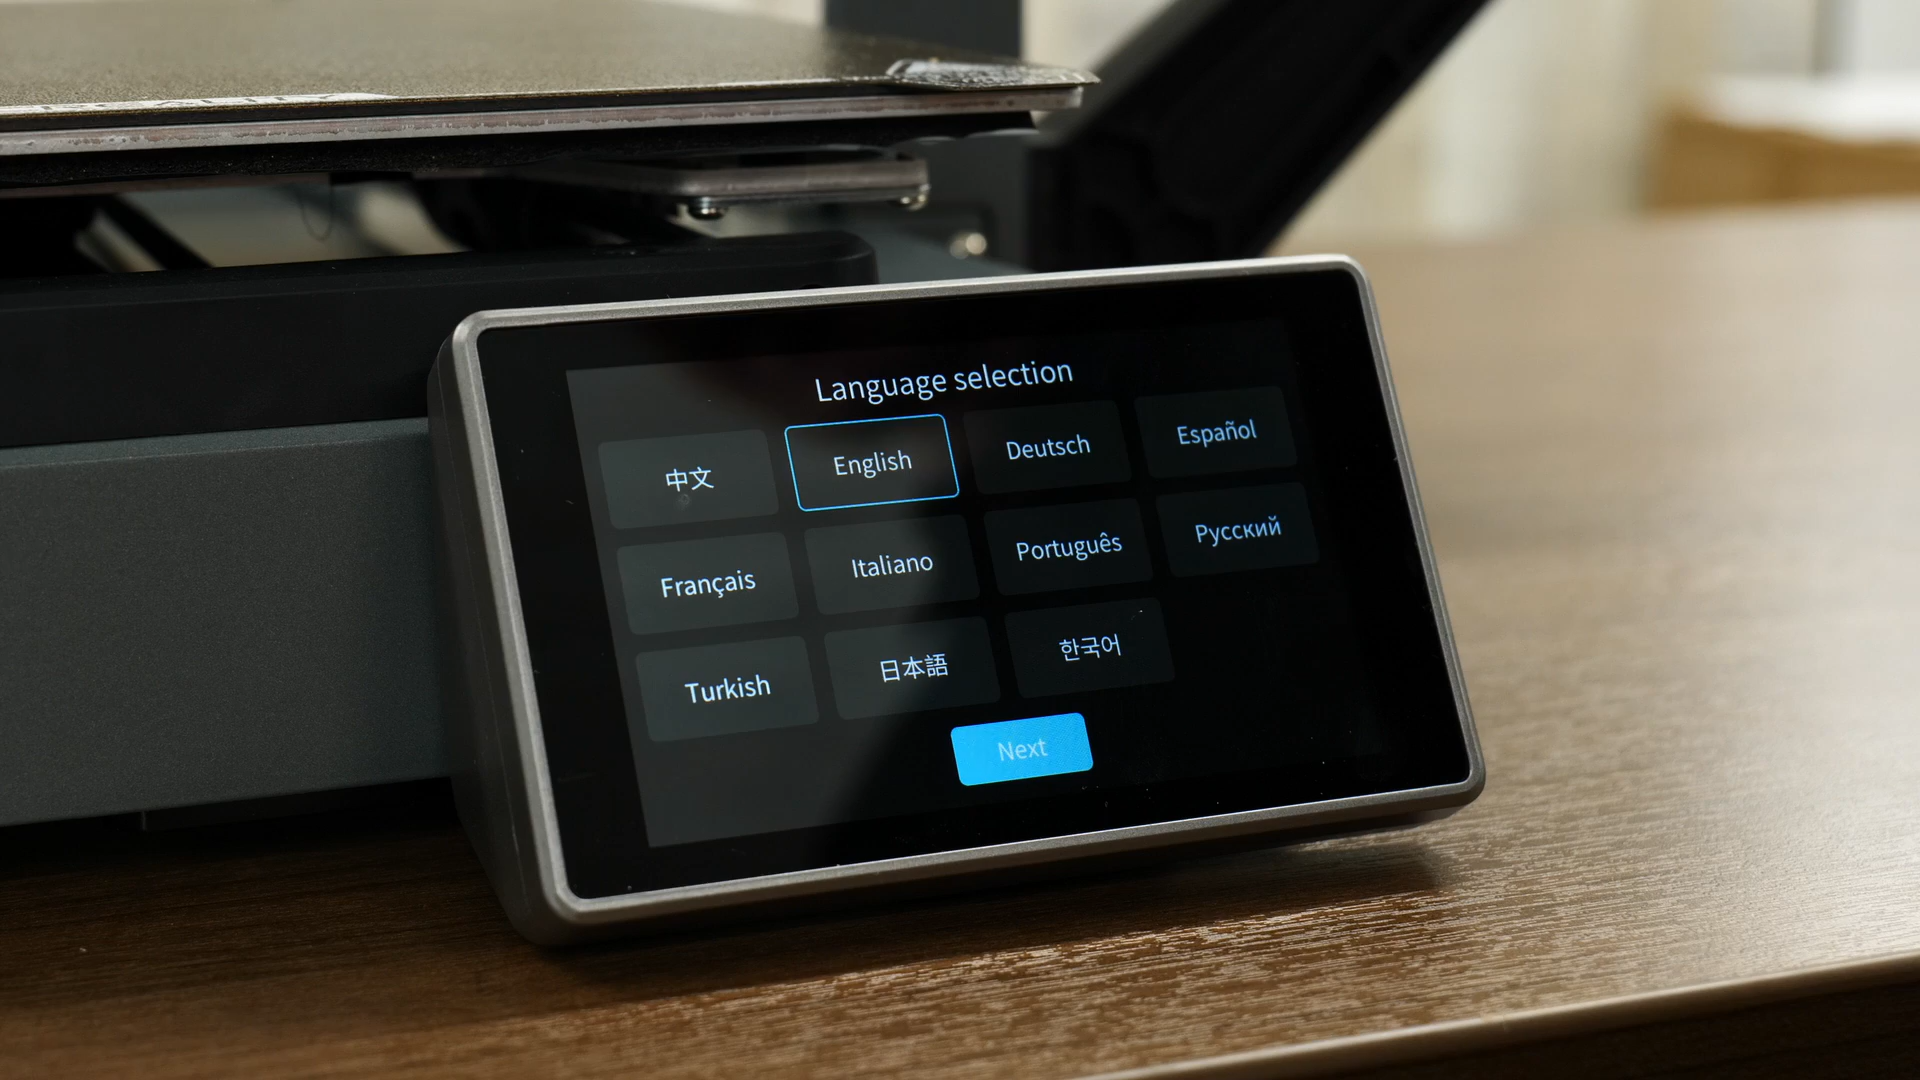 Language selection
中文 English Deutsch Español
Français Italiano Português Русский
Turkish 日本語 한국어
Next